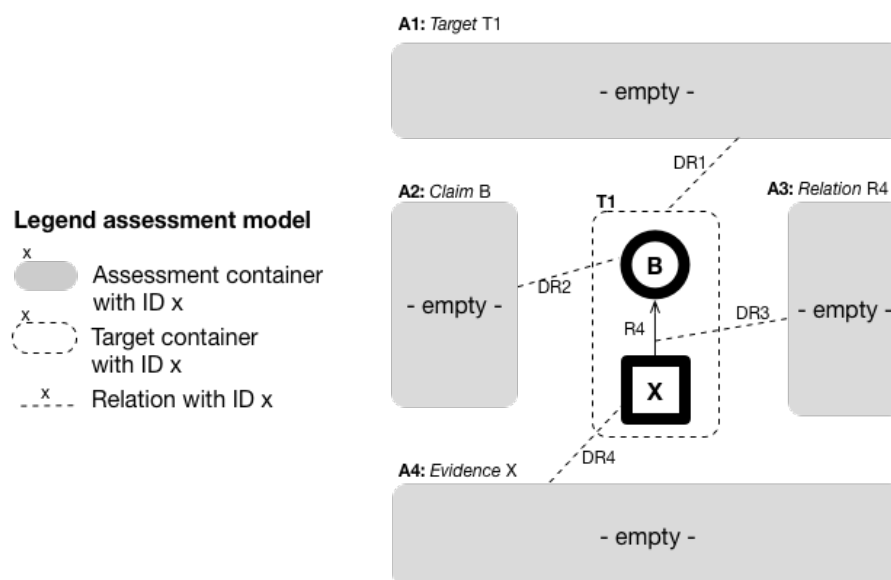 A1: Target T1
- empty -
DR1
A2: Claim B
A3: Relation R4
T1
Legend assessment model
x
Assessment container
with ID x
x
Target container
with ID x
x
Relation with ID x
- empty -
DR2
B
R4
DR3
- empty -
X
DR4
A4: Evidence X
- empty -